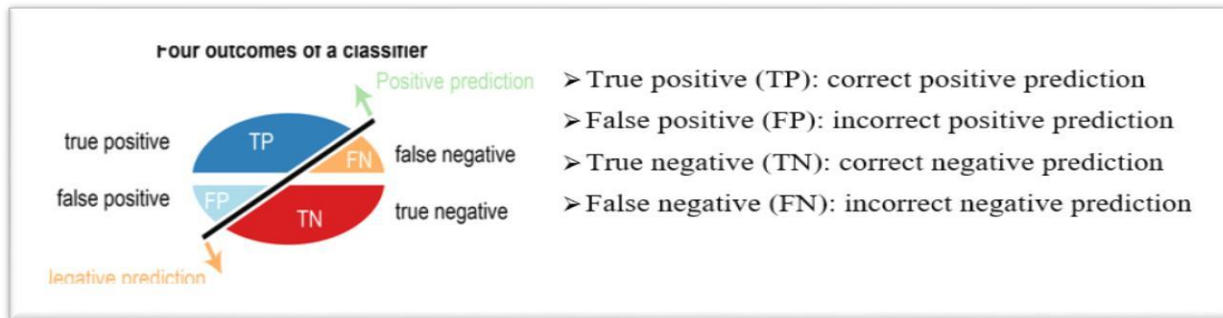 Four outcomes of a classifier
Positive prediction
true positive
TP
FN
false negative
false positive
FP
TN
true negative
legative prediction
➢ True positive (TP): correct positive prediction
➢ False positive (FP): incorrect positive prediction
➢ True negative (TN): correct negative prediction
➢ False negative (FN): incorrect negative prediction